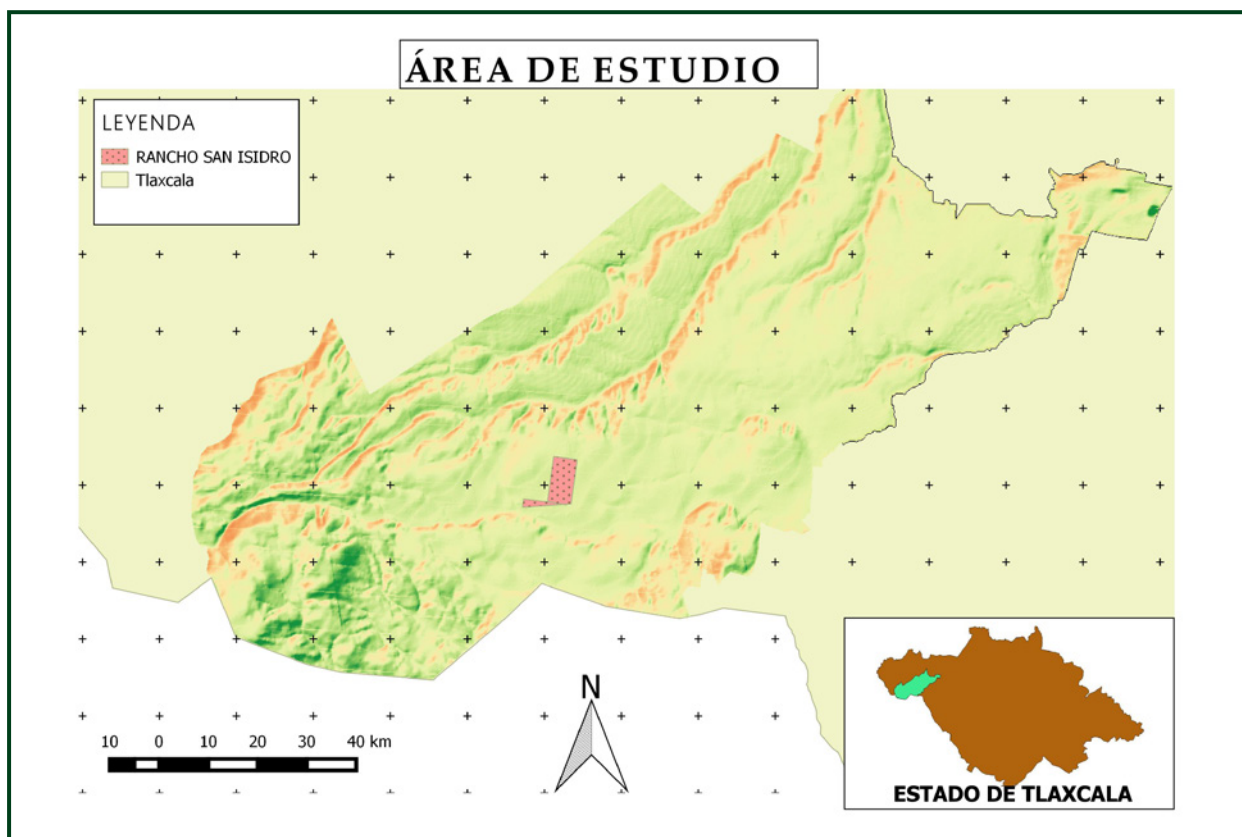 ÁREA DE ESTUDIO
LEYENDA
RANCHO SAN ISIDRO
Tlaxcala
N
10 0 10 20 30 40 km
ESTADO DE TLAXCALA